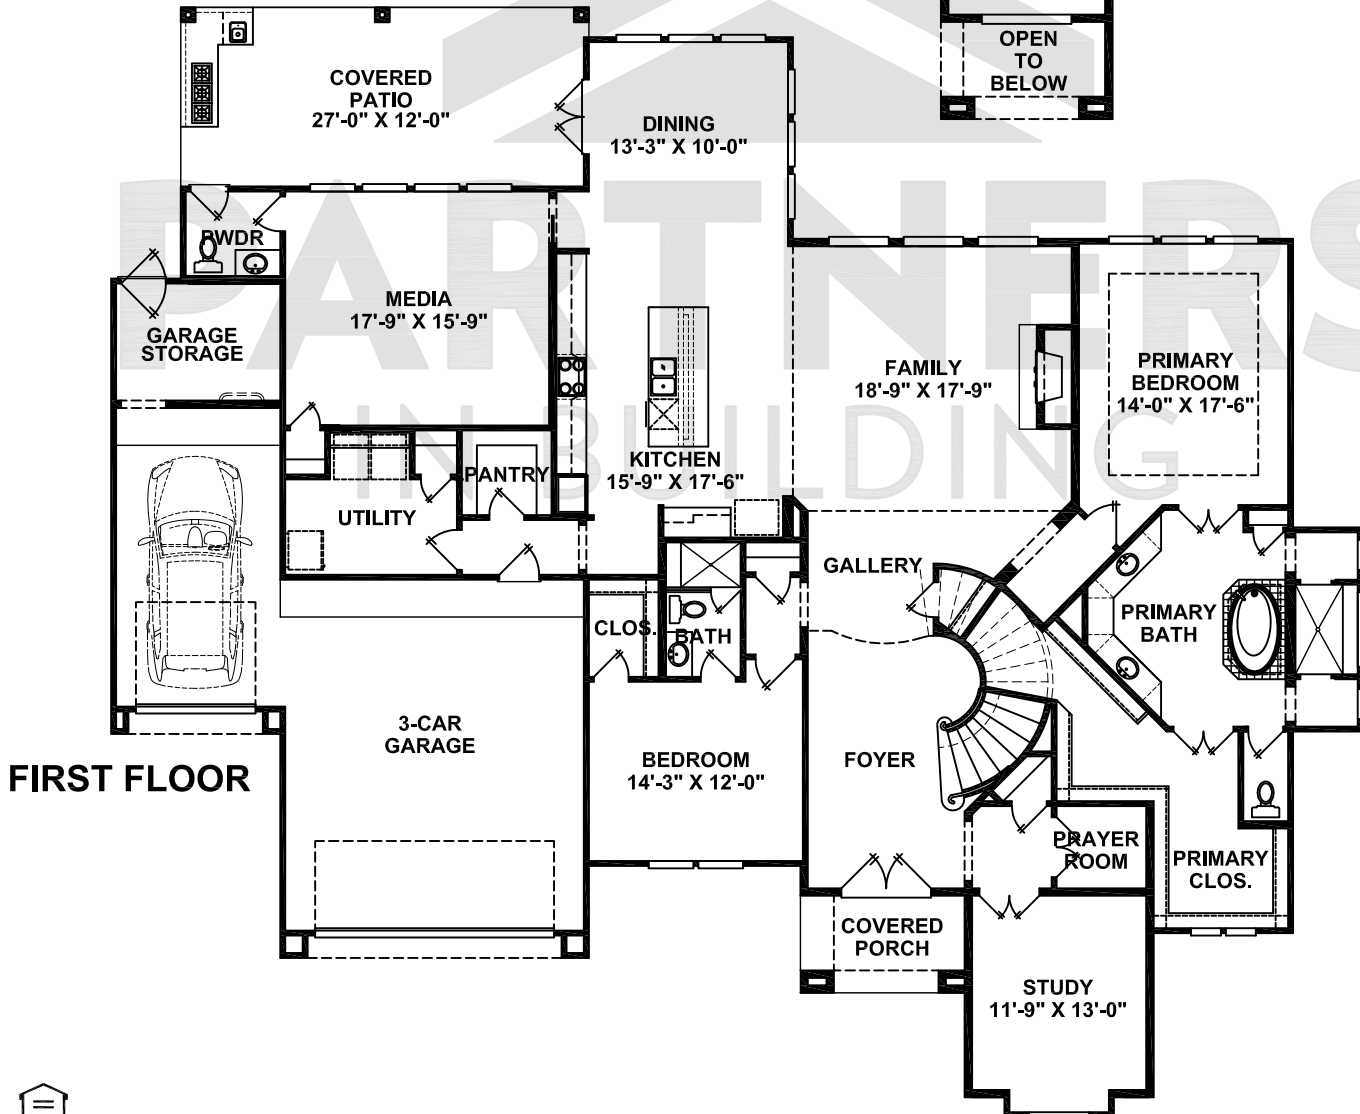 OPEN
TO
BELOW
COVERED
PATIO
27'-0" X 12'-0"
DINING
13'-3" X 10'-0"
PARTNERS
IN BUILDING
PWDR
MEDIA
17'-9" X 15'-9"
GARAGE
STORAGE
FAMILY
18'-9" X 17'-9"
PRIMARY
BEDROOM
14'-0" X 17'-6"
KITCHEN
15'-9" X 17'-6"
PANTRY
UTILITY
GALLERY
CLOS.
BATH
PRIMARY
BATH
3-CAR
GARAGE
BEDROOM
14'-3" X 12'-0"
FOYER
FIRST FLOOR
PRAYER
ROOM
PRIMARY
CLOS.
COVERED
PORCH
STUDY
11'-9" X 13'-0"